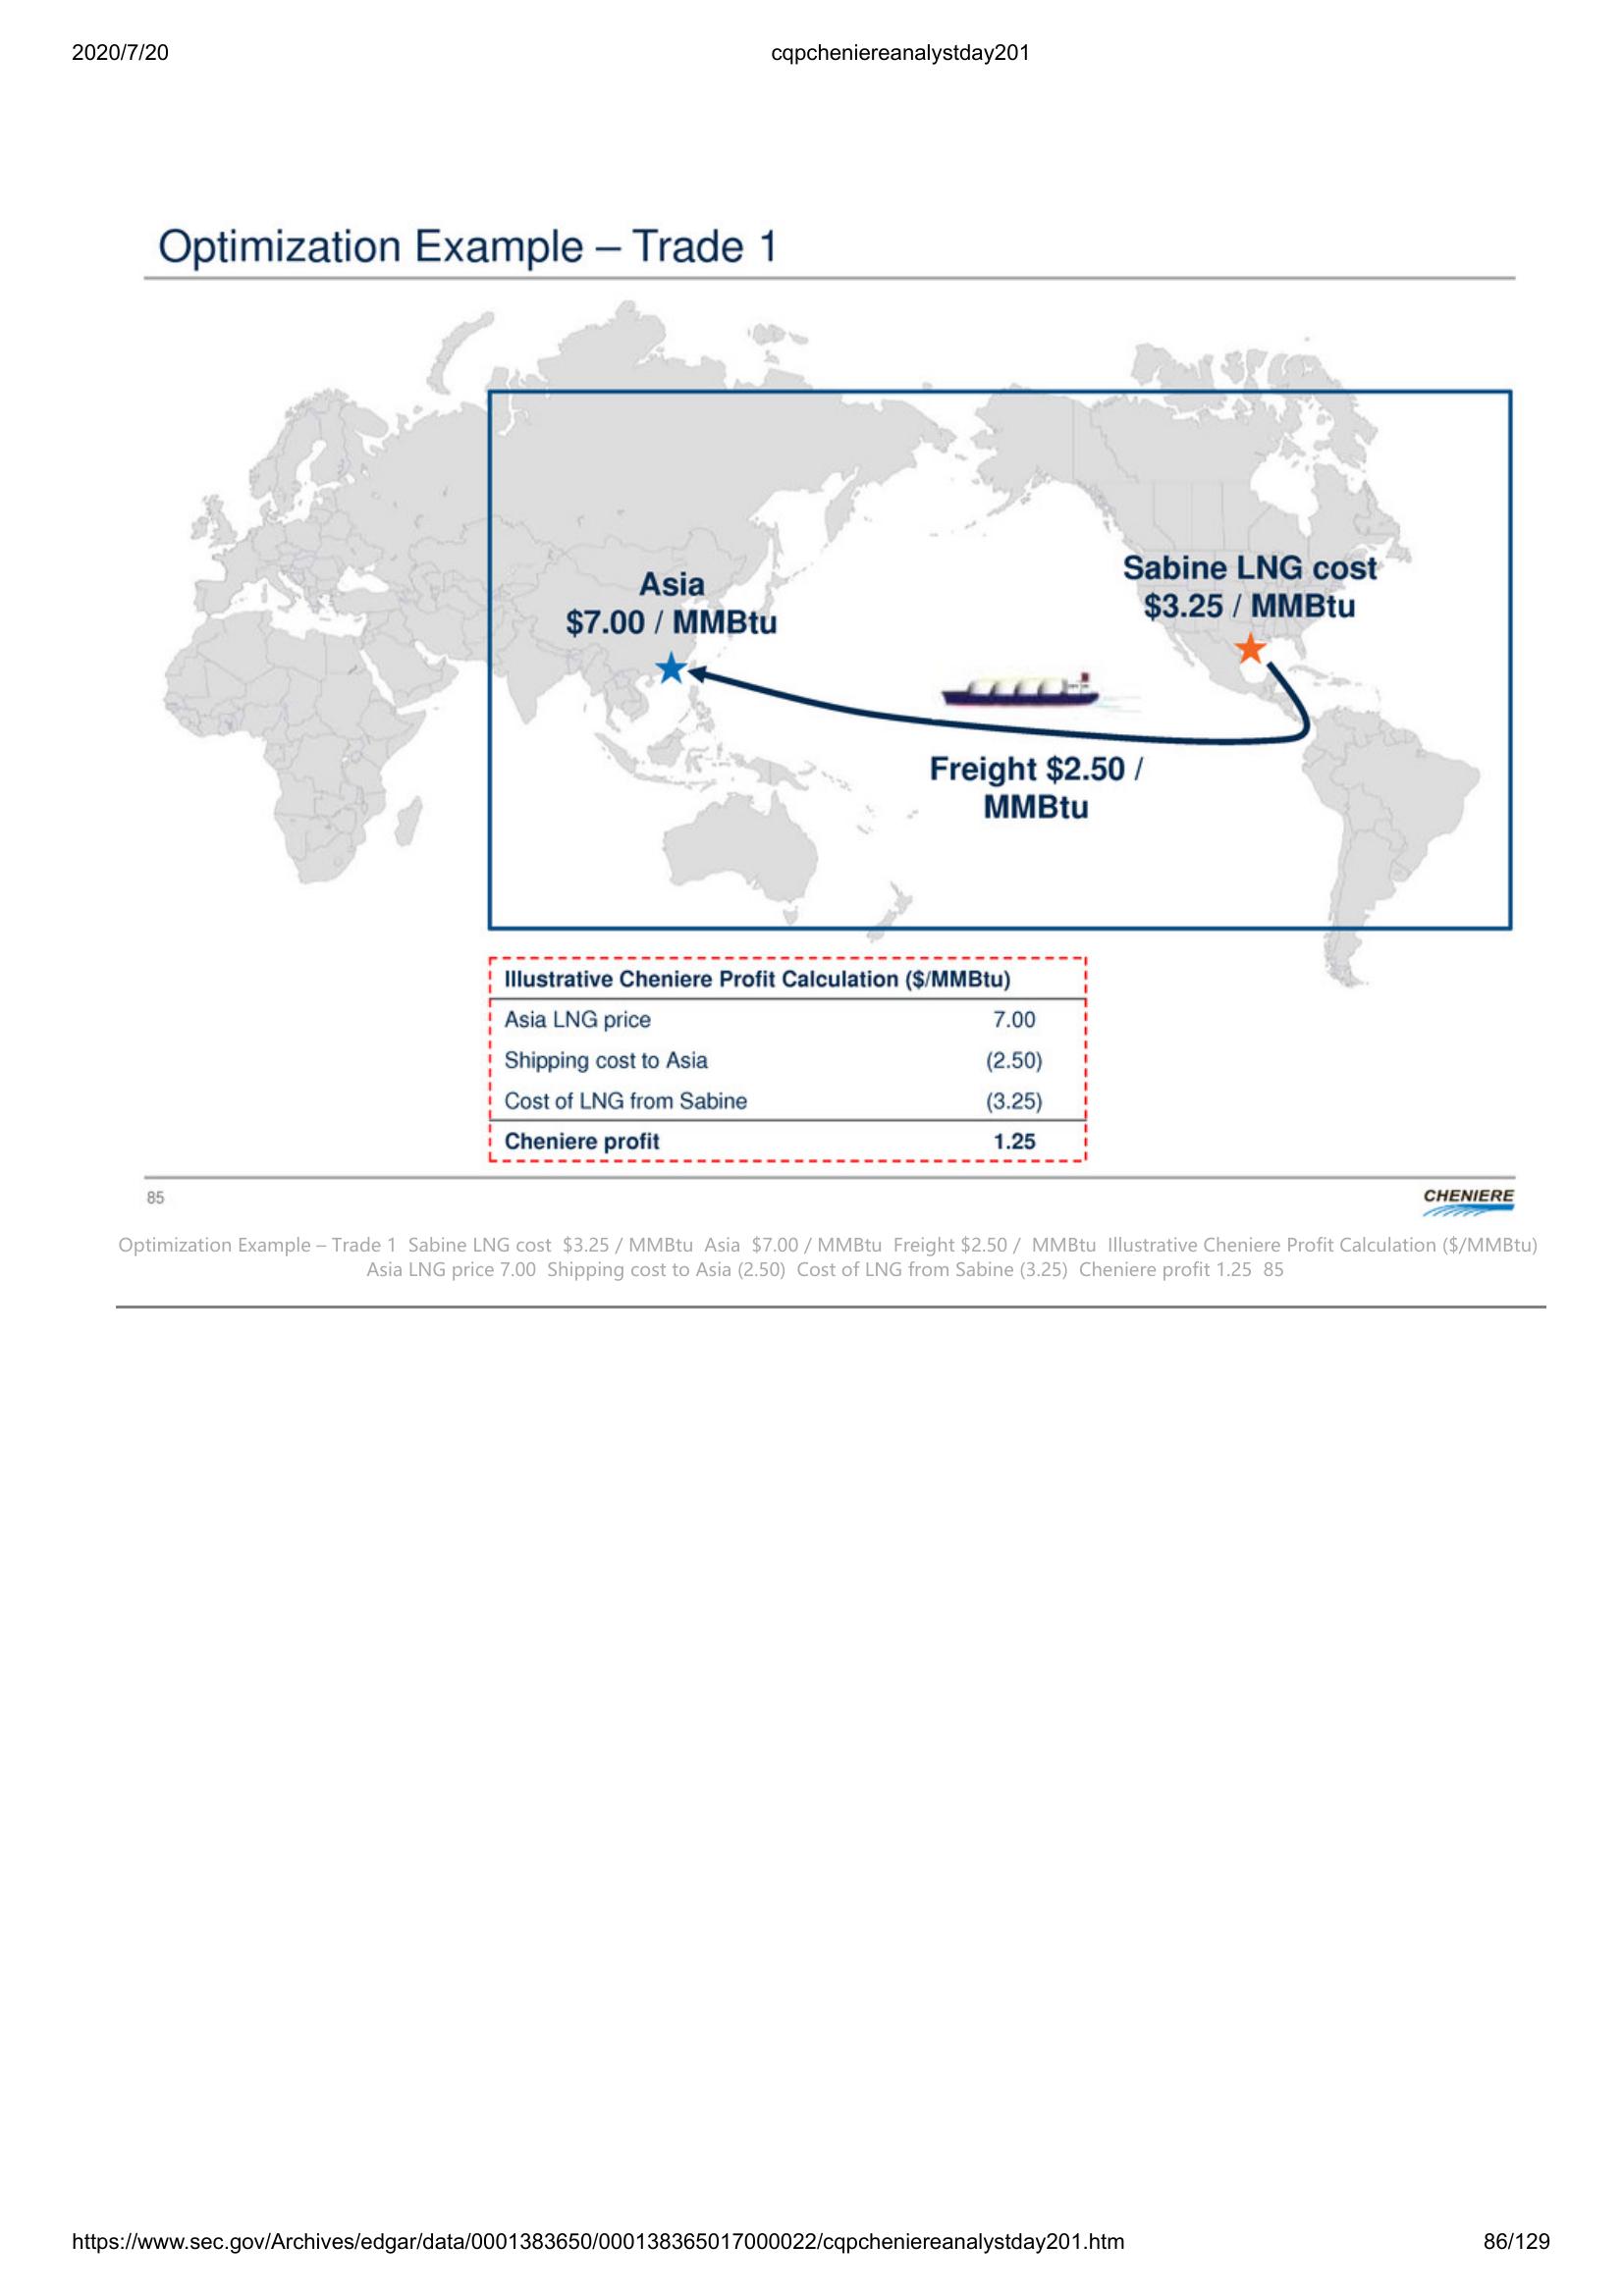 2020/7/20
cqpcheniereanalystday201
Optimization Example – Trade 1
Asia
$7.00 / MMBtu
Sabine LNG cost
$3.25 / MMBtu
Freight $2.50 /
MMBtu
Illustrative Cheniere Profit Calculation ($/MMBtu)
Asia LNG price 7.00
Shipping cost to Asia (2.50)
Cost of LNG from Sabine (3.25)
Cheniere profit 1.25
85
CHENIERE
Optimization Example – Trade 1 Sabine LNG cost $3.25 / MMBtu Asia $7.00 / MMBtu Freight $2.50 / MMBtu Illustrative Cheniere Profit Calculation ($/MMBtu)
Asia LNG price 7.00 Shipping cost to Asia (2.50) Cost of LNG from Sabine (3.25) Cheniere profit 1.25 85
https://www.sec.gov/Archives/edgar/data/0001383650/000138365017000022/cqpcheniereanalystday201.htm
86/129